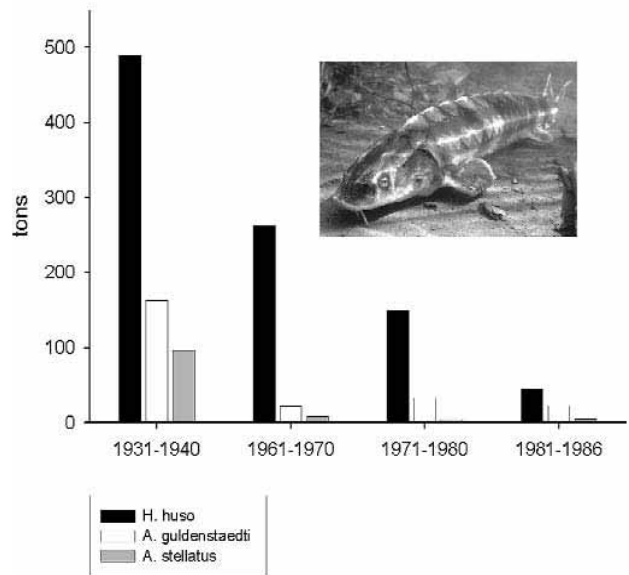 500
400
300
200
100
0
tons
1931-1940
1961-1970
1971-1980
1981-1986
H. huso
A. guldenstaedti
A. stellatus